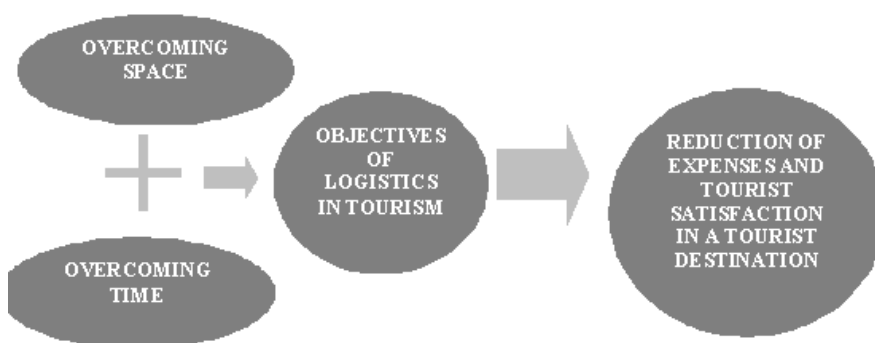 OVERCOMING
SPACE
OVERCOMING
TIME
OBJECTIVES
OF
LOGISTICS
IN TOURISM
REDUCTION OF
EXPENSES AND
TOURIST
SATISFACTION
IN A TOURIST
DESTINATION